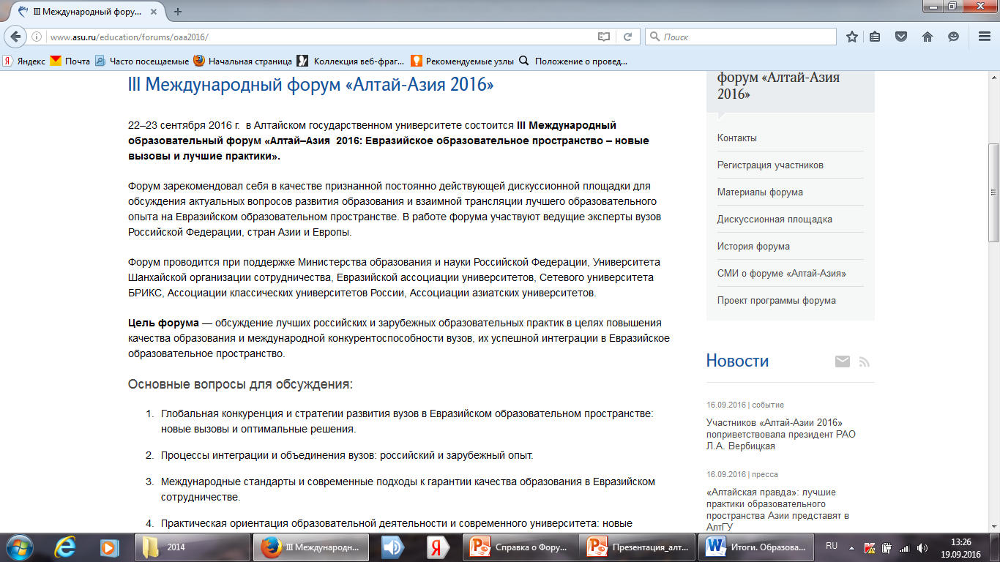 III Международный фору...
www.asu.ru/education/forums/oaa2016/
Поиск
Яндекс Почта Часто посещаемые Начальная страница Коллекция веб-фраг... Рекомендуемые узлы Положение о провед...
III Международный форум «Алтай-Азия 2016»
22–23 сентября 2016 г. в Алтайском государственном университете состоится III Международный
образовательный форум «Алтай–Азия 2016: Евразийское образовательное пространство – новые
вызовы и лучшие практики».
Форум зарекомендовал себя в качестве признанной постоянно действующей дискуссионной площадки для
обсуждения актуальных вопросов развития образования и взаимной трансляции лучшего образовательного
опыта на Евразийском образовательном пространстве. В работе форума участвуют ведущие эксперты вузов
Российской Федерации, стран Азии и Европы.
Форум проводится при поддержке Министерства образования и науки Российской Федерации, Университета
Шанхайской организации сотрудничества, Евразийской ассоциации университетов, Сетевого университета
БРИКС, Ассоциации классических университетов России, Ассоциации азиатских университетов.
Цель форума — обсуждение лучших российских и зарубежных образовательных практик в целях повышения
качества образования и международной конкурентоспособности вузов, их успешной интеграции в Евразийское
образовательное пространство.
Основные вопросы для обсуждения:
1. Глобальная конкуренция и стратегии развития вузов в Евразийском образовательном пространстве:
новые вызовы и оптимальные решения.
2. Процессы интеграции и объединения вузов: российский и зарубежный опыт.
3. Международные стандарты и современные подходы к гарантии качества образования в Евразийском
сотрудничестве.
4. Практическая ориентация образовательной деятельности и современного университета: новые
форум «Алтай-Азия
2016»
Контакты
Регистрация участников
Материалы форума
Дискуссионная площадка
История форума
СМИ о форуме «Алтай-Азия»
Проект программы форума
Новости
16.09.2016 | событие
Участников «Алтай-Азии 2016»
поприветствовала президент РАО
Л.А. Вербицкая
16.09.2016 | пресса
«Алтайская правда»: лучшие
практики образовательного
пространства Азии представят в
АлтГУ
2014
III Международн...
Справка о Фору...
Презентация_алт...
Итоги. Образова...
RU
13:26
19.09.2016